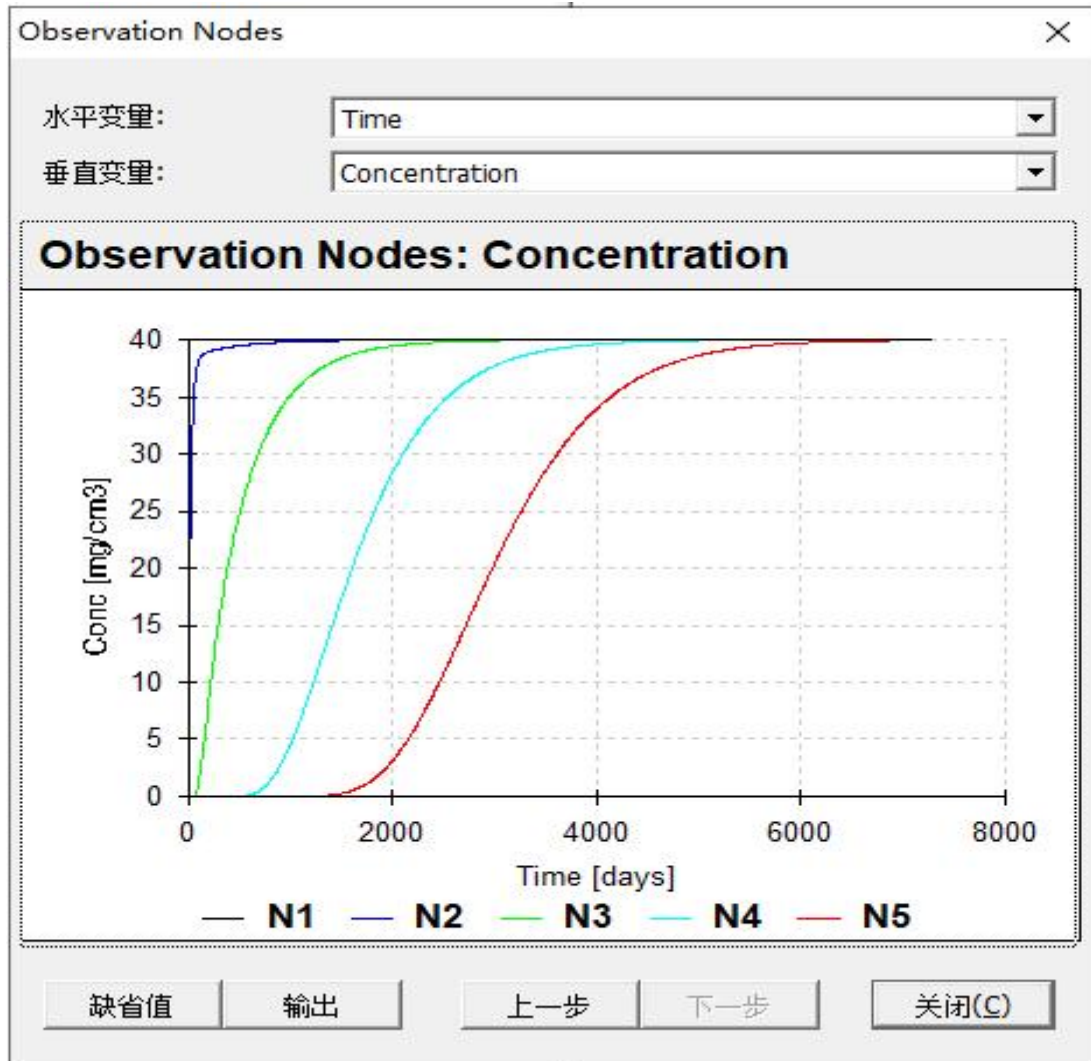 Observation Nodes
水平变量: Time
垂直变量: Concentration
Observation Nodes: Concentration
40
35
30
25
20
15
10
5
0
Conc [mg/cm3]
0 2000 4000 6000 8000
Time [days]
N1 N2 N3 N4 N5
缺省值 输出 上一步 下一步 关闭(C)